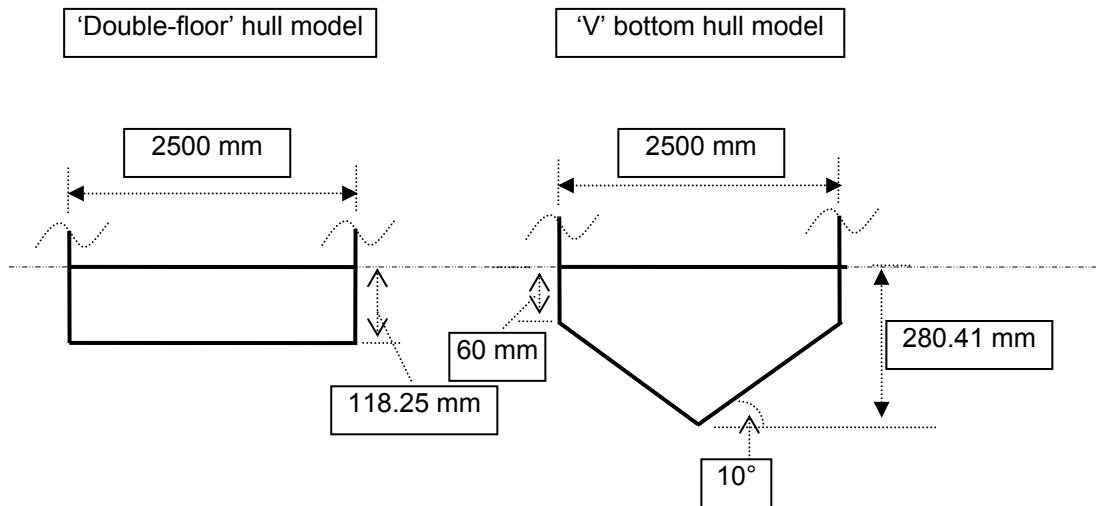 ‘Double-floor’ hull model
‘V’ bottom hull model
2500 mm
2500 mm
60 mm
280.41 mm
118.25 mm
10°